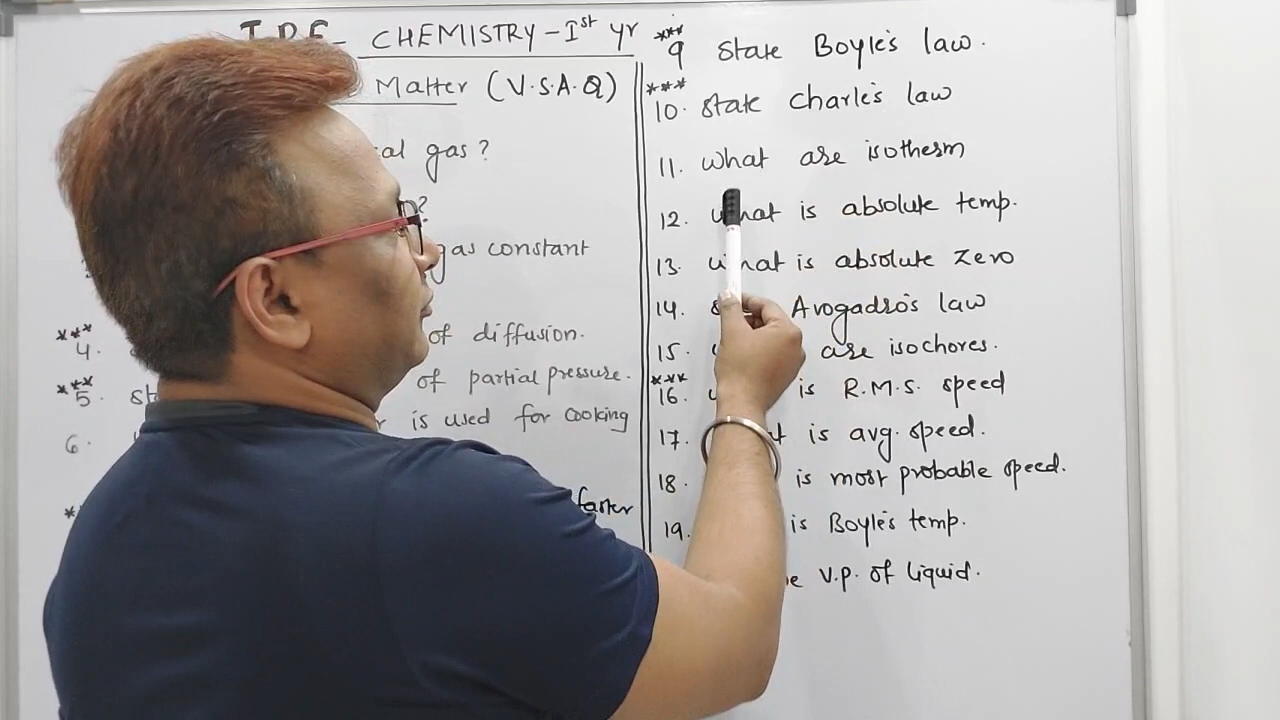 I.P.E- CHEMISTRY - Ist yr
Matter (V.S.A.Q)
gas?
?
gas constant
*** 4. of diffusion.
*** 5. of partial pressure.
6. is used for cooking
faster
*** 9 State Boyle's law.
*** 10. State Charle's law
11. What are isotherm
12. What is absolute temp.
13. What is absolute Zero
14. Avogadro's law
15. are isochores.
*** 16. is R.M.S. speed
17. is avg. speed.
18. is most probable speed.
19. is Boyle's temp.
V.P. of liquid.